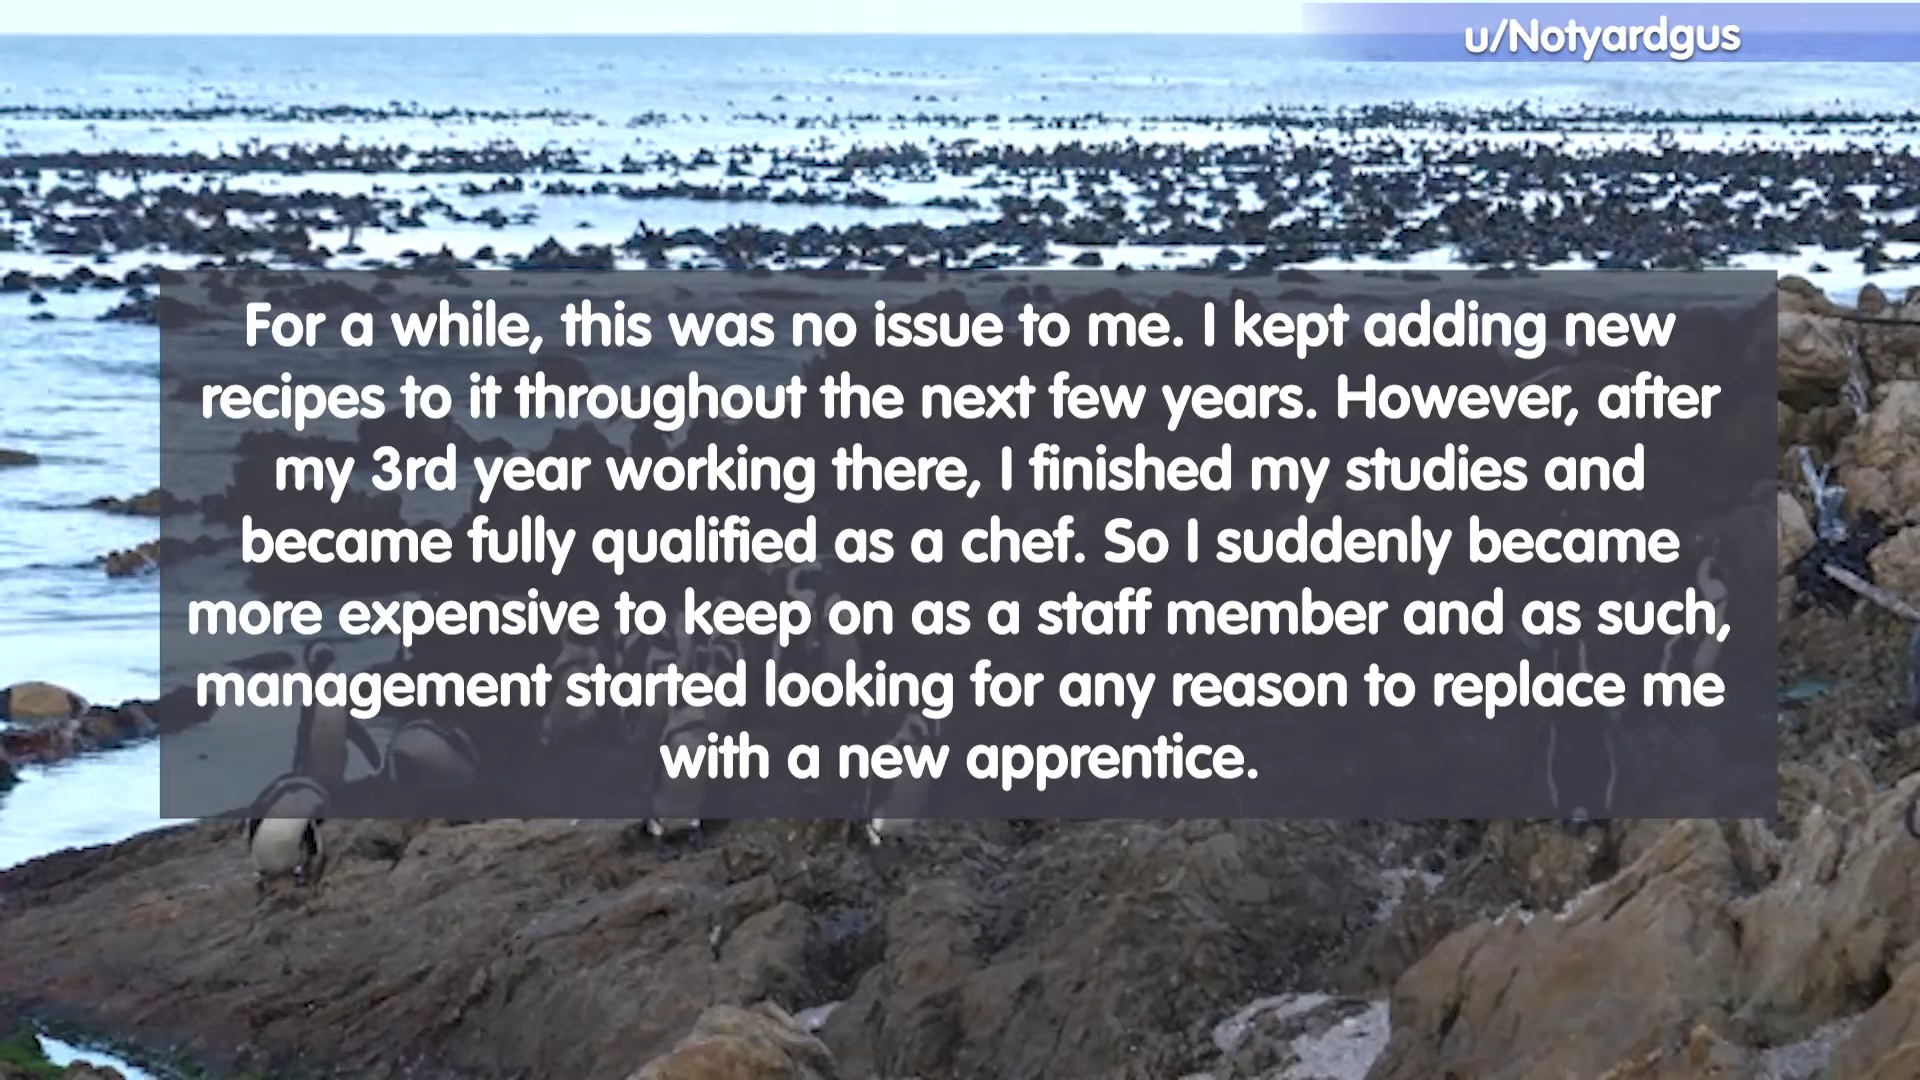 u/Notyardgus
For a while, this was no issue to me. I kept adding new
recipes to it throughout the next few years. However, after
my 3rd year working there, I finished my studies and
became fully qualified as a chef. So I suddenly became
more expensive to keep on as a staff member and as such,
management started looking for any reason to replace me
with a new apprentice.